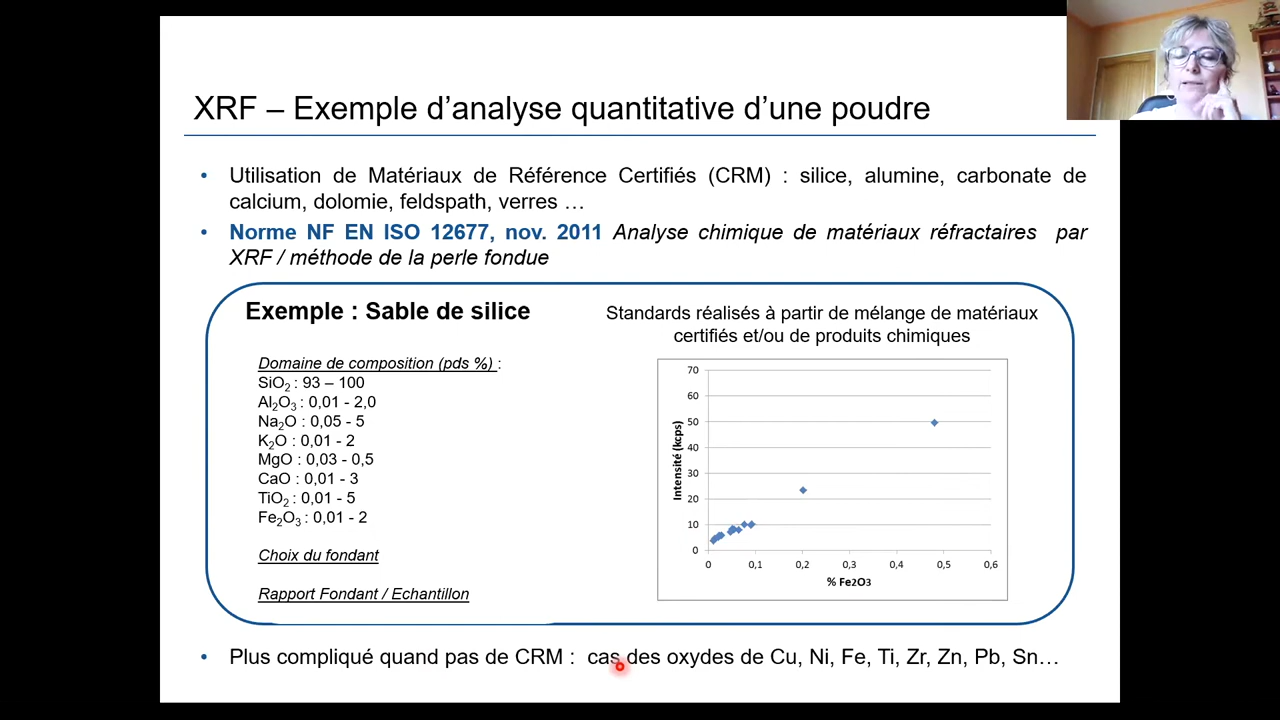 XRF – Exemple d’analyse quantitative d’une poudre
• Utilisation de Matériaux de Référence Certifiés (CRM) : silice, alumine, carbonate de
calcium, dolomie, feldspath, verres …
• Norme NF EN ISO 12677, nov. 2011 Analyse chimique de matériaux réfractaires par
XRF / méthode de la perle fondue
Exemple : Sable de silice
Domaine de composition (pds %) :
SiO₂ : 93 – 100
Al₂O₃ : 0,01 - 2,0
Na₂O : 0,05 - 5
K₂O : 0,01 - 2
MgO : 0,03 - 0,5
CaO : 0,01 - 3
TiO₂ : 0,01 - 5
Fe₂O₃ : 0,01 - 2
Choix du fondant
Rapport Fondant / Echantillon
Standards réalisés à partir de mélange de matériaux
certifiés et/ou de produits chimiques
Intensité (kcps)
70
60
50
40
30
20
10
0
0 0,1 0,2 0,3 0,4 0,5 0,6
% Fe2O3
• Plus compliqué quand pas de CRM : cas des oxydes de Cu, Ni, Fe, Ti, Zr, Zn, Pb, Sn…